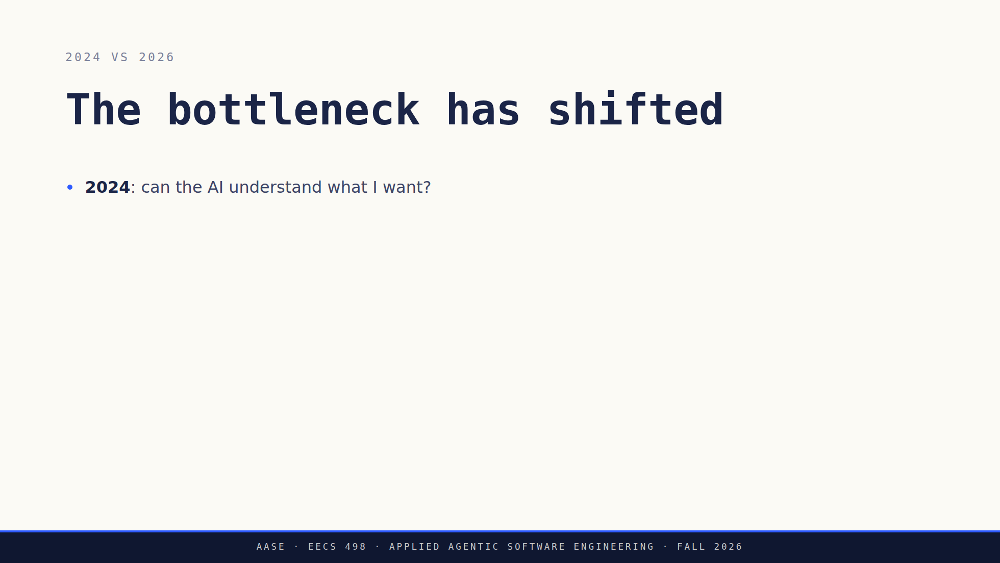 2024 VS 2026
The bottleneck has shifted
• 2024: can the AI understand what I want?
AASE · EECS 498 · APPLIED AGENTIC SOFTWARE ENGINEERING · FALL 2026